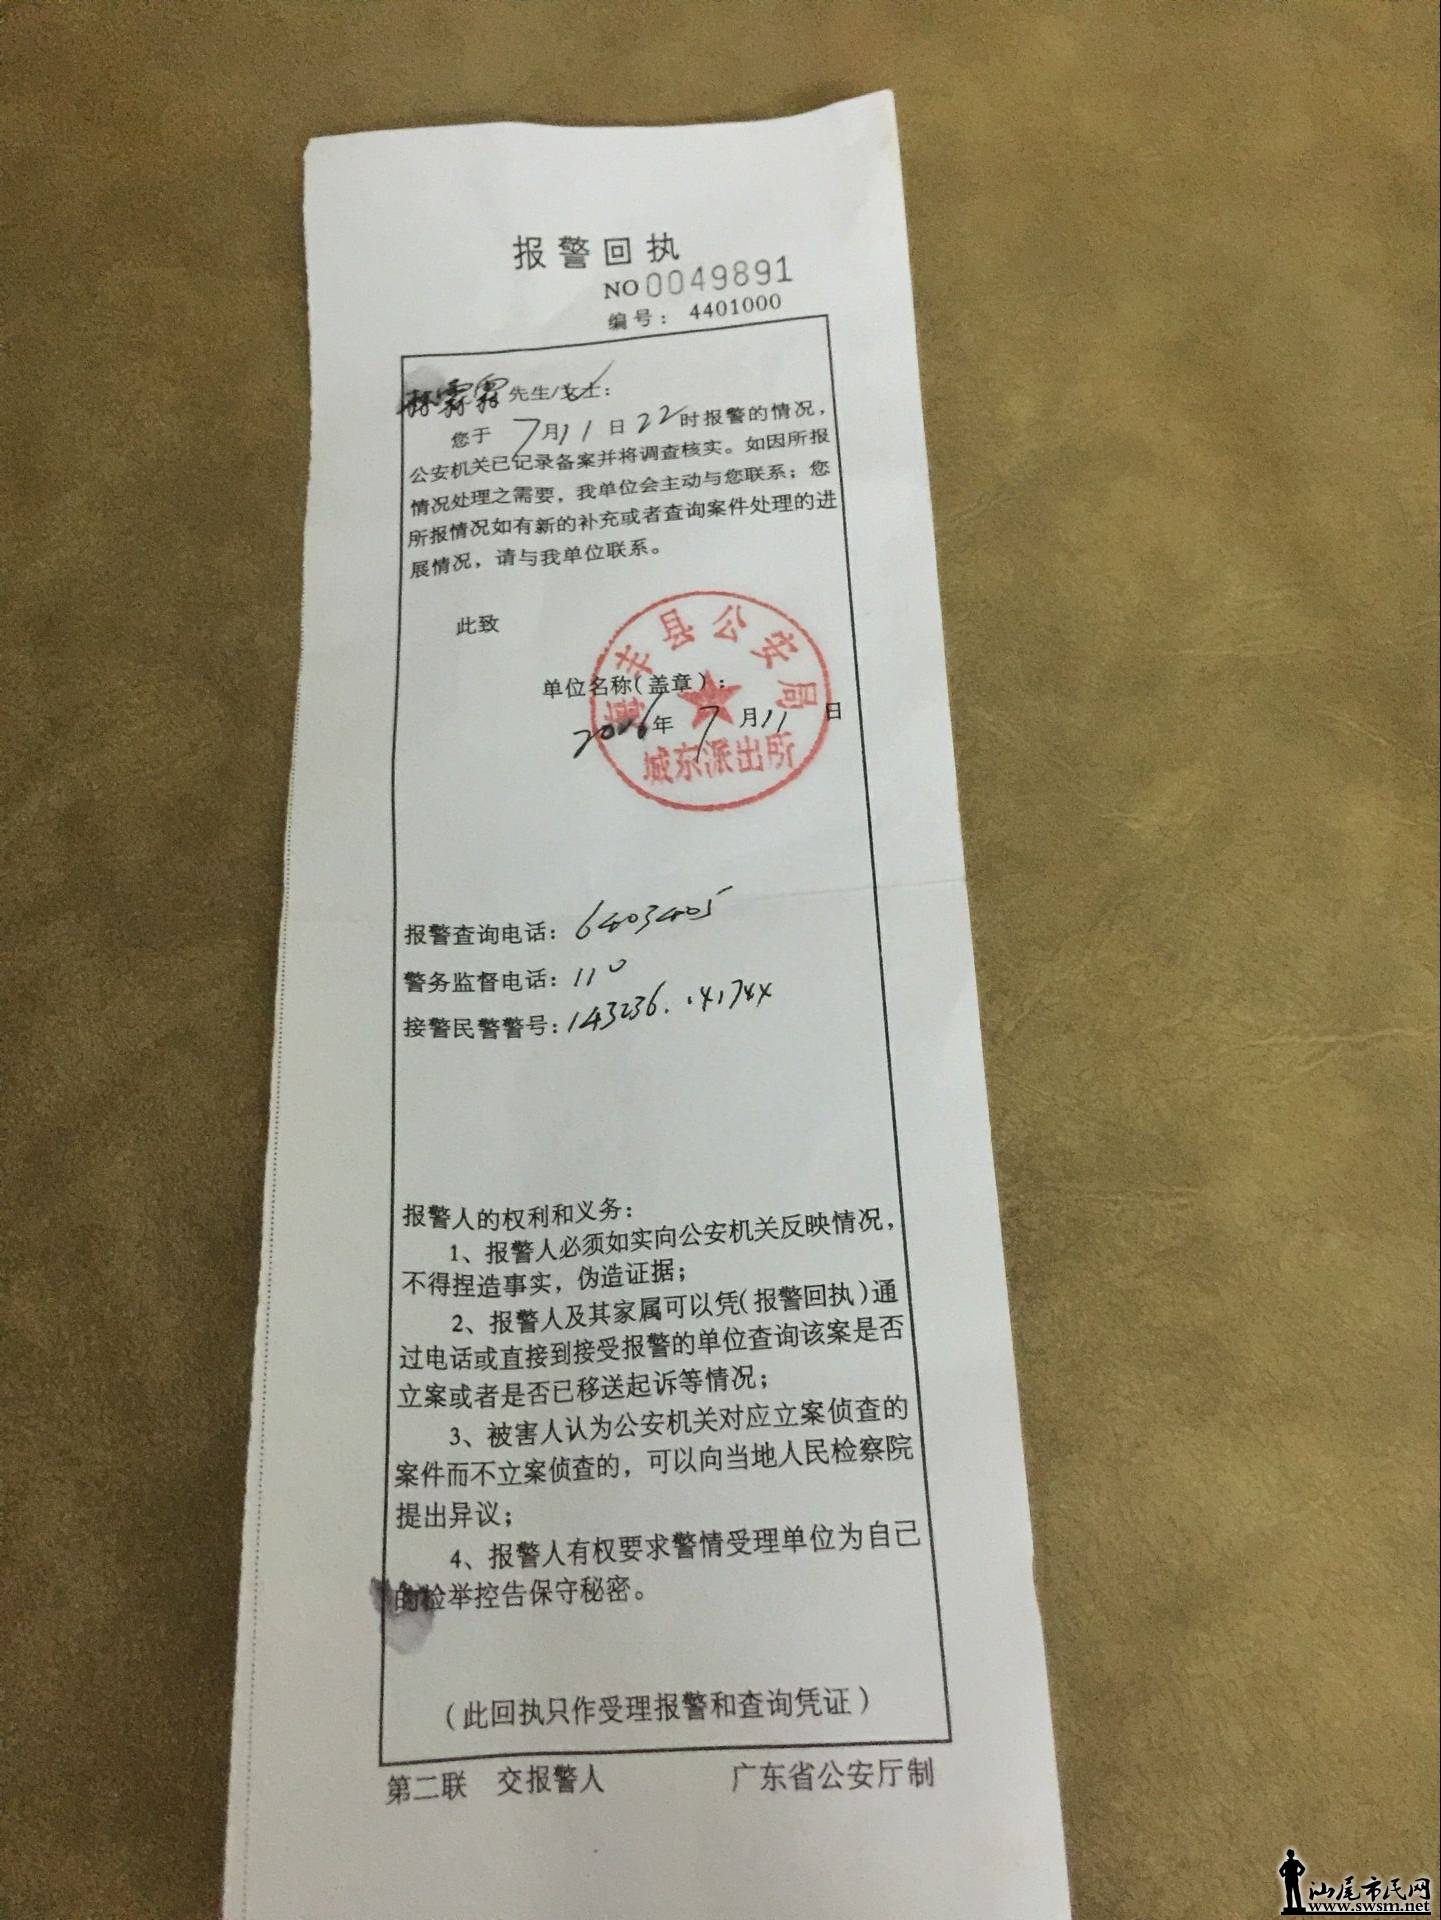 报警回执
NO 0049891
编号：4401000
林霖霖 先生/女士：
您于 7月11日22时报警的情况，
公安机关已记录备案并将调查核实。如因所报
情况处理之需要，我单位会主动与您联系；您
所报情况如有新的补充或者查询案件处理的进
展情况，请与我单位联系。
此致
海丰县公安局
单位名称(盖章)：
2016年7月11日
城东派出所
报警查询电话：6403405
警务监督电话：110
接警民警警号：143236.
报警人的权利和义务：
1、报警人必须如实向公安机关反映情况，
不得捏造事实，伪造证据；
2、报警人及其家属可以凭(报警回执)通
过电话或直接到接受报警的单位查询该案是否
立案或者是否已移送起诉等情况；
3、被害人认为公安机关对应立案侦查的
案件而不立案侦查的，可以向当地人民检察院
提出异议；
4、报警人有权要求警情受理单位为自己
的检举控告保守秘密。
(此回执只作受理报警和查询凭证)
第二联 交报警人 广东省公安厅制
汕尾市民网
www.swsm.net